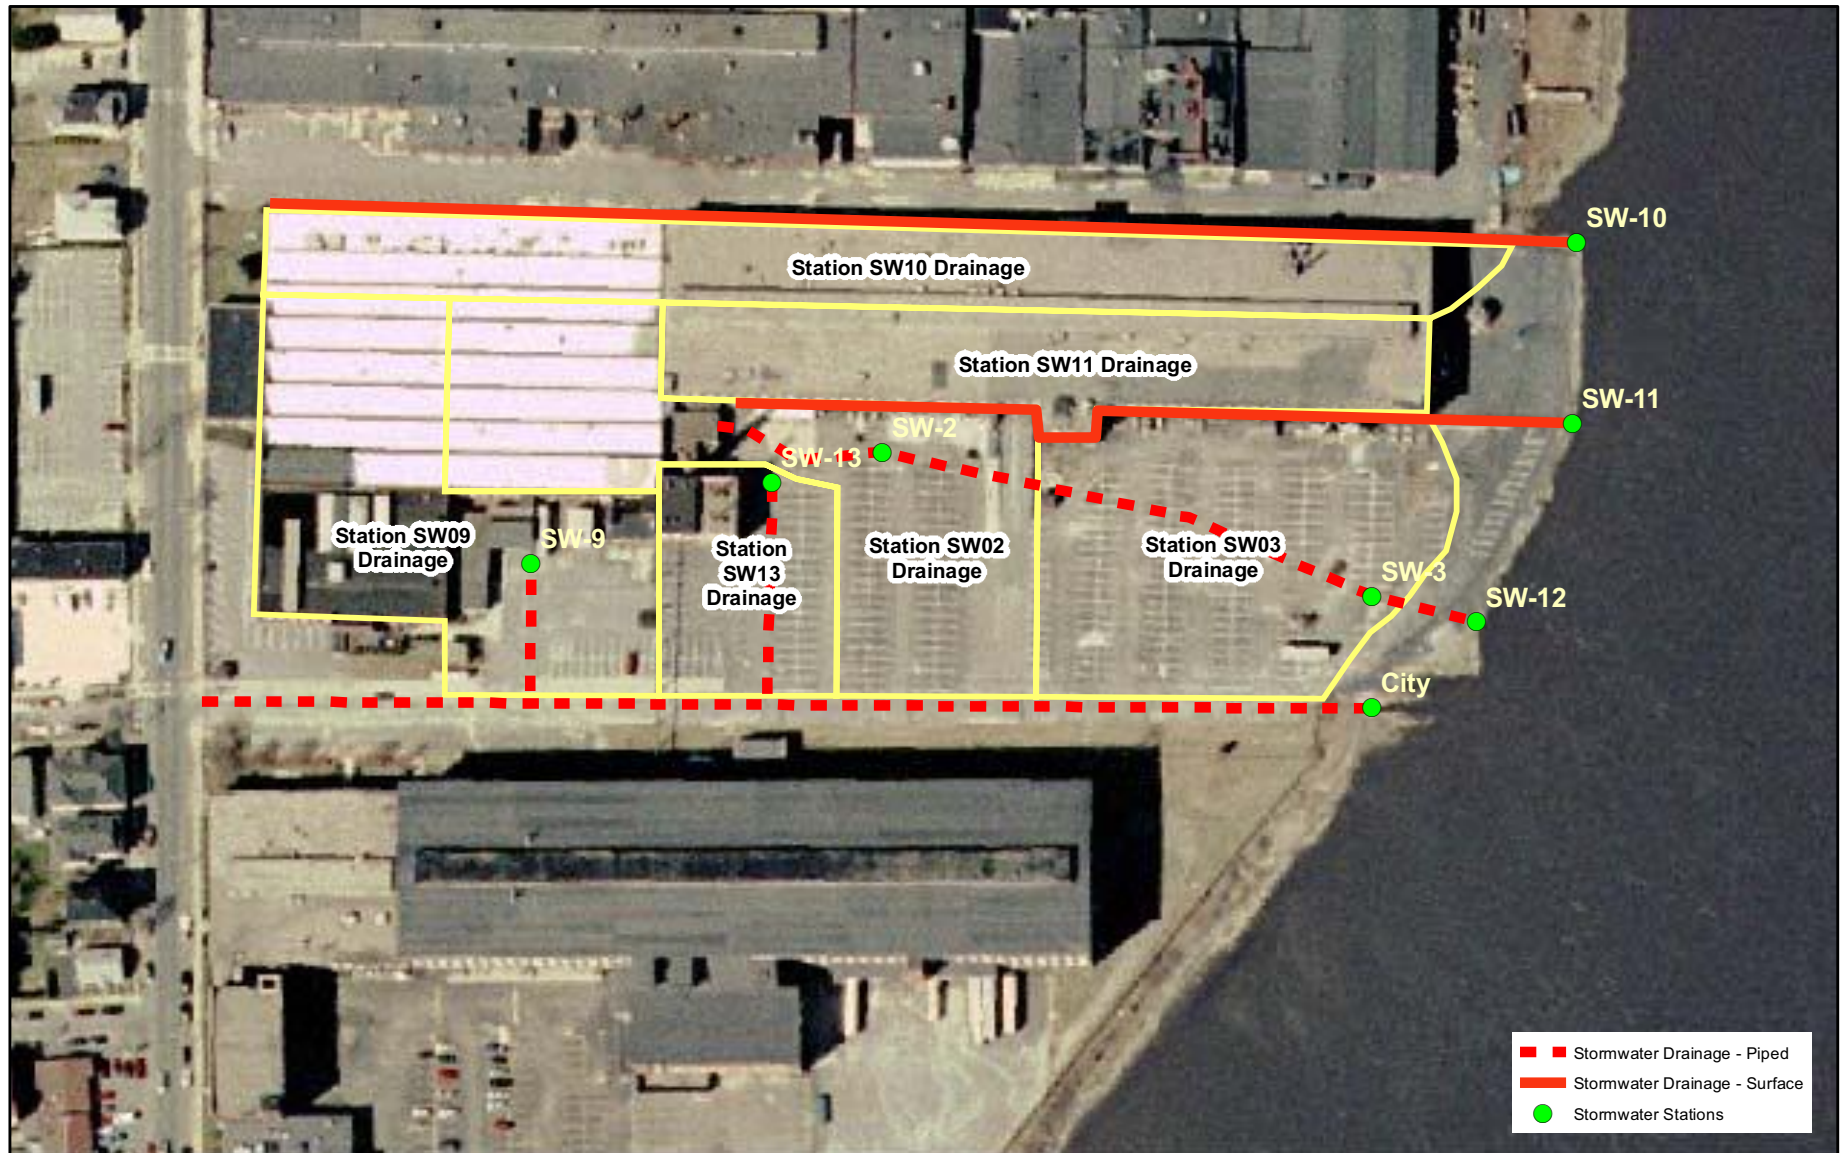 SW-10
Station SW10 Drainage
Station SW11 Drainage
SW-11
SW-2
SW-13
SW-9
Station SW09
Drainage
Station
SW13
Drainage
Station SW02
Drainage
Station SW03
Drainage
SW-3
SW-12
City
Stormwater Drainage - Piped
Stormwater Drainage - Surface
Stormwater Stations